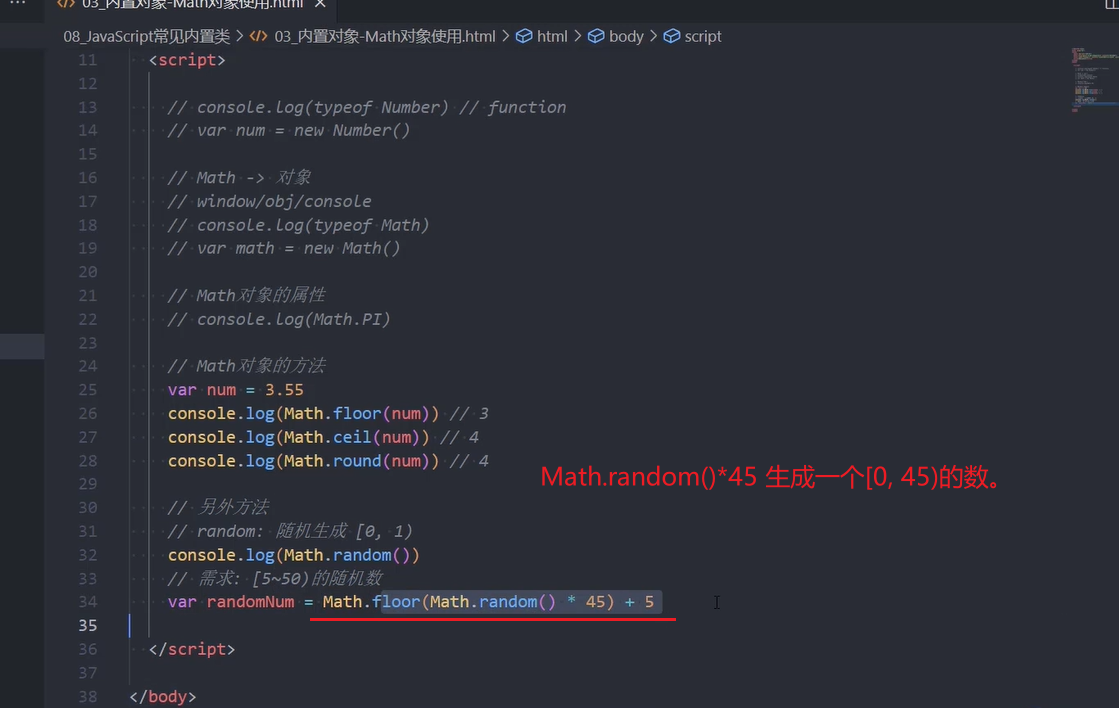 03_内置对象-Math对象使用.html
08_JavaScript常见内置类 > 03_内置对象-Math对象使用.html > html > body > script
11 <script>
12
13 // console.log(typeof Number) // function
14 // var num = new Number()
15
16 // Math -> 对象
17 // window/obj/console
18 // console.log(typeof Math)
19 // var math = new Math()
20
21 // Math对象的属性
22 // console.log(Math.PI)
23
24 // Math对象的方法
25 var num = 3.55
26 console.log(Math.floor(num)) // 3
27 console.log(Math.ceil(num)) // 4
28 console.log(Math.round(num)) // 4
Math.random()*45 生成一个[0, 45)的数。
29
30 // 另外方法
31 // random: 随机生成 [0, 1)
32 console.log(Math.random())
33 // 需求: [5~50)的随机数
34 var randomNum = Math.floor(Math.random() * 45) + 5
35
36 </script>
37
38 </body>